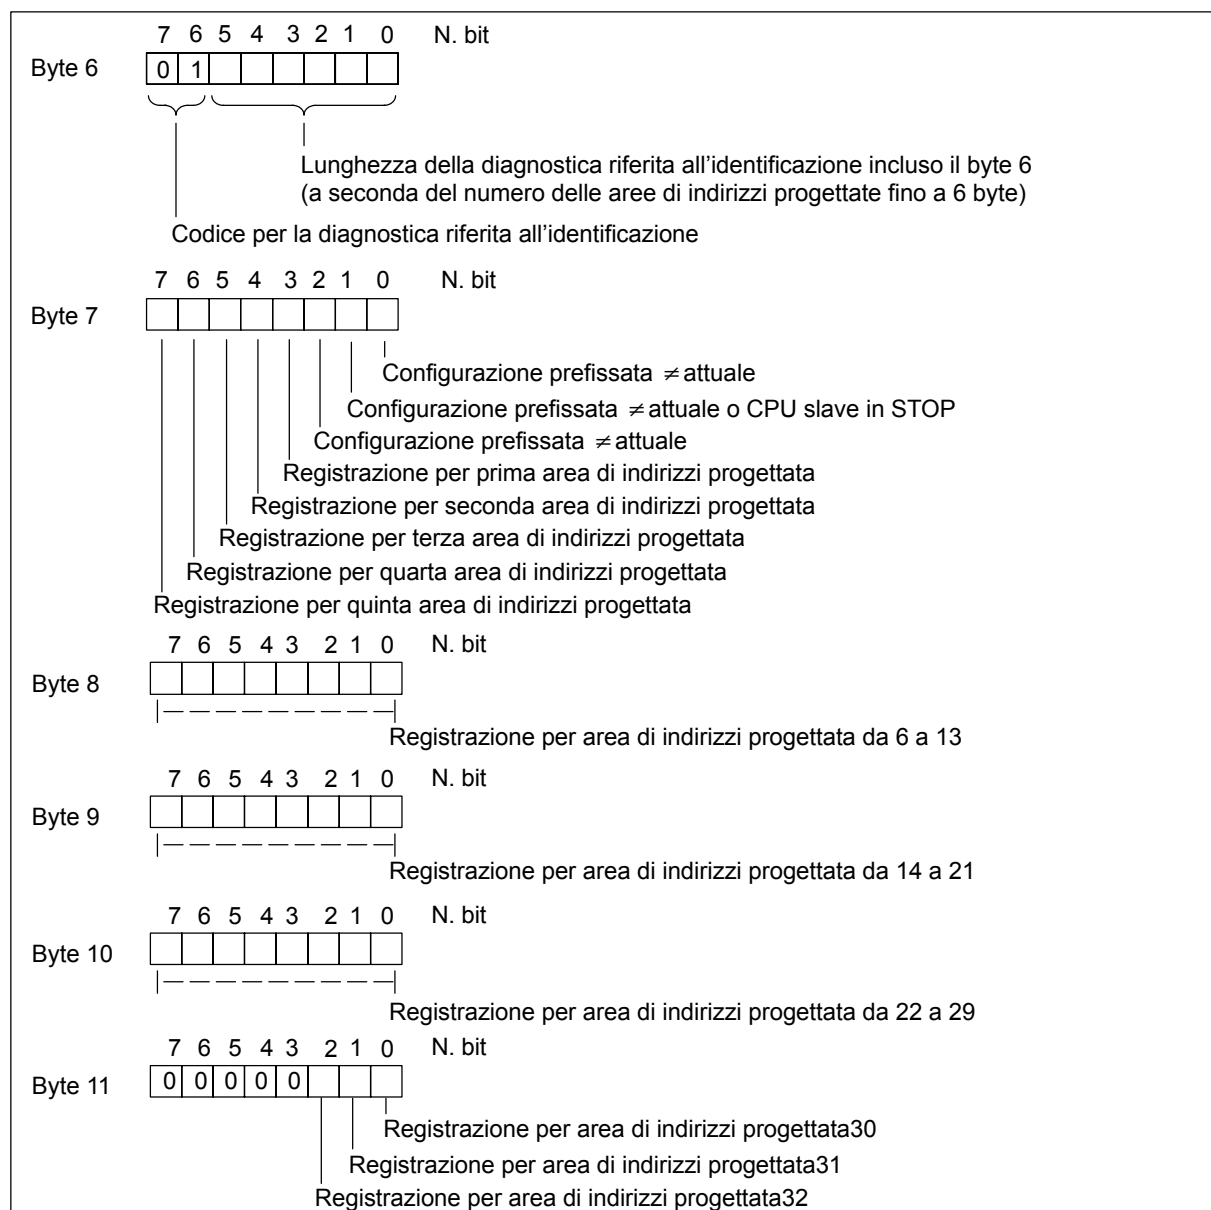 7 6 5 4 3 2 1 0 N. bit
Byte 6 0 1
Lunghezza della diagnostica riferita all’identificazione incluso il byte 6
(a seconda del numero delle aree di indirizzi progettate fino a 6 byte)
Codice per la diagnostica riferita all’identificazione
7 6 5 4 3 2 1 0 N. bit
Byte 7
Configurazione prefissata ≠ attuale
Configurazione prefissata ≠ attuale o CPU slave in STOP
Configurazione prefissata ≠ attuale
Registrazione per prima area di indirizzi progettata
Registrazione per seconda area di indirizzi progettata
Registrazione per terza area di indirizzi progettata
Registrazione per quarta area di indirizzi progettata
Registrazione per quinta area di indirizzi progettata
7 6 5 4 3 2 1 0 N. bit
Byte 8
Registrazione per area di indirizzi progettata da 6 a 13
7 6 5 4 3 2 1 0 N. bit
Byte 9
Registrazione per area di indirizzi progettata da 14 a 21
7 6 5 4 3 2 1 0 N. bit
Byte 10
Registrazione per area di indirizzi progettata da 22 a 29
7 6 5 4 3 2 1 0 N. bit
Byte 11 0 0 0 0 0
Registrazione per area di indirizzi progettata30
Registrazione per area di indirizzi progettata31
Registrazione per area di indirizzi progettata32